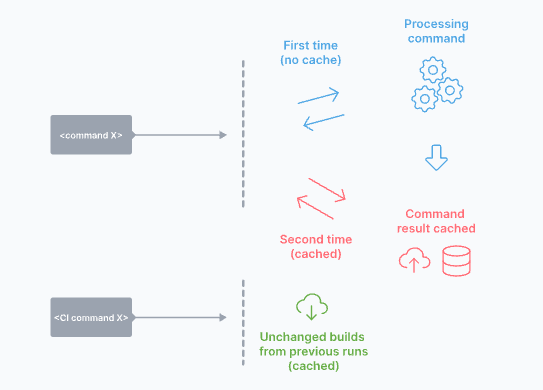 Processing
command
First time
(no cache)
<command X>
Command
result cached
Second time
(cached)
<CI command X>
Unchanged builds
from previous runs
(cached)